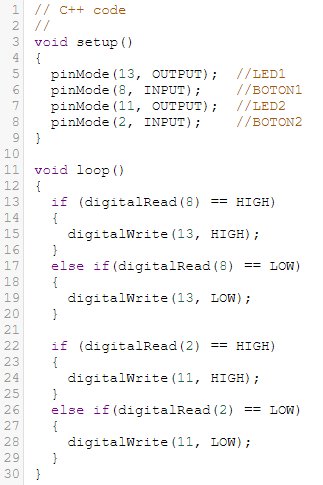 1 // C++ code
2 //
3 void setup()
4 {
5   pinMode(13, OUTPUT);  //LED1
6   pinMode(8, INPUT);    //BOTON1
7   pinMode(11, OUTPUT);  //LED2
8   pinMode(2, INPUT);    //BOTON2
9 }
10
11 void loop()
12 {
13   if (digitalRead(8) == HIGH)
14   {
15     digitalWrite(13, HIGH);
16   }
17   else if(digitalRead(8) == LOW)
18   {
19     digitalWrite(13, LOW);
20   }
21
22   if (digitalRead(2) == HIGH)
23   {
24     digitalWrite(11, HIGH);
25   }
26   else if(digitalRead(2) == LOW)
27   {
28     digitalWrite(11, LOW);
29   }
30 }